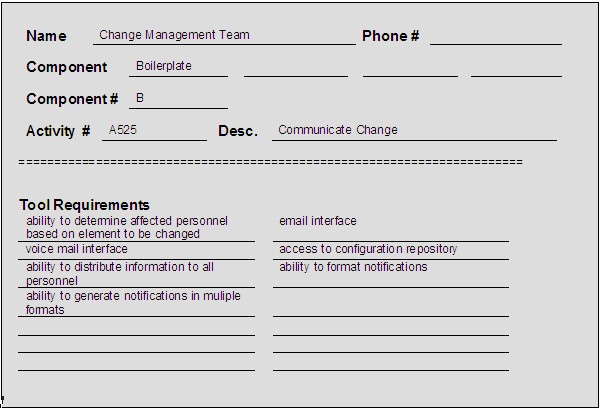 Name Change Management Team Phone #
Component Boilerplate
Component # B
Activity # A525 Desc. Communicate Change
=======================================================================
Tool Requirements
ability to determine affected personnel email interface
based on element to be changed
voice mail interface access to configuration repository
ability to distribute information to all ability to format notifications
personnel
ability to generate notifications in muliple
formats